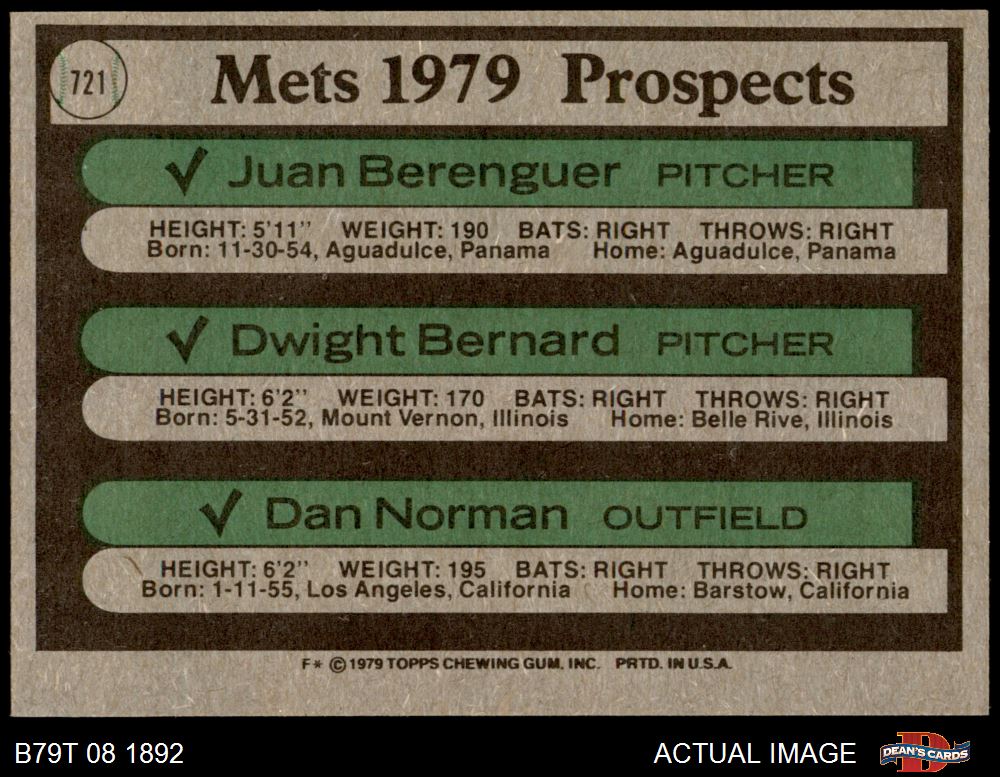 721
Mets 1979 Prospects
✓ Juan Berenguer PITCHER
HEIGHT: 5'11" WEIGHT: 190 BATS: RIGHT THROWS: RIGHT
Born: 11-30-54, Aguadulce, Panama Home: Aguadulce, Panama
✓ Dwight Bernard PITCHER
HEIGHT: 6'2" WEIGHT: 170 BATS: RIGHT THROWS: RIGHT
Born: 5-31-52, Mount Vernon, Illinois Home: Belle Rive, Illinois
✓ Dan Norman OUTFIELD
HEIGHT: 6'2" WEIGHT: 195 BATS: RIGHT THROWS: RIGHT
Born: 1-11-55, Los Angeles, California Home: Barstow, California
F* © 1979 TOPPS CHEWING GUM, INC. PRTD. IN U.S.A.
B79T 08 1892 ACTUAL IMAGE DEAN'S CARDS